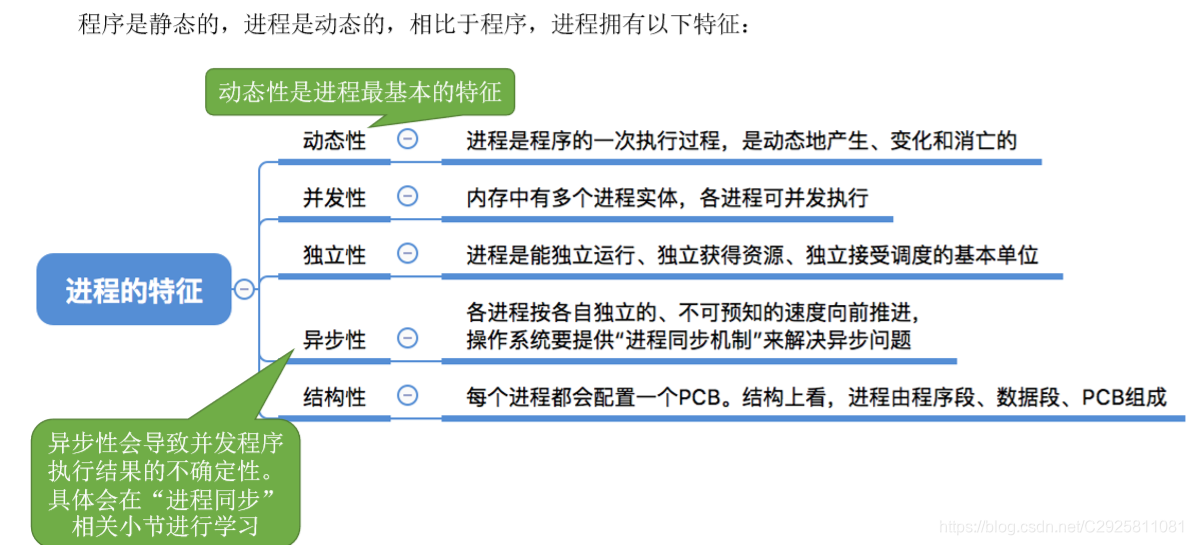 程序是静态的，进程是动态的，相比于程序，进程拥有以下特征：
动态性是进程最基本的特征
动态性
进程是程序的一次执行过程，是动态地产生、变化和消亡的
并发性
内存中有多个进程实体，各进程可并发执行
独立性
进程是能独立运行、独立获得资源、独立接受调度的基本单位
进程的特征
异步性
各进程按各自独立的、不可预知的速度向前推进，
操作系统要提供“进程同步机制”来解决异步问题
结构性
每个进程都会配置一个PCB。结构上看，进程由程序段、数据段、PCB组成
异步性会导致并发程序
执行结果的不确定性。
具体会在“进程同步”
相关小节进行学习
https://blog.csdn.net/C2925811081